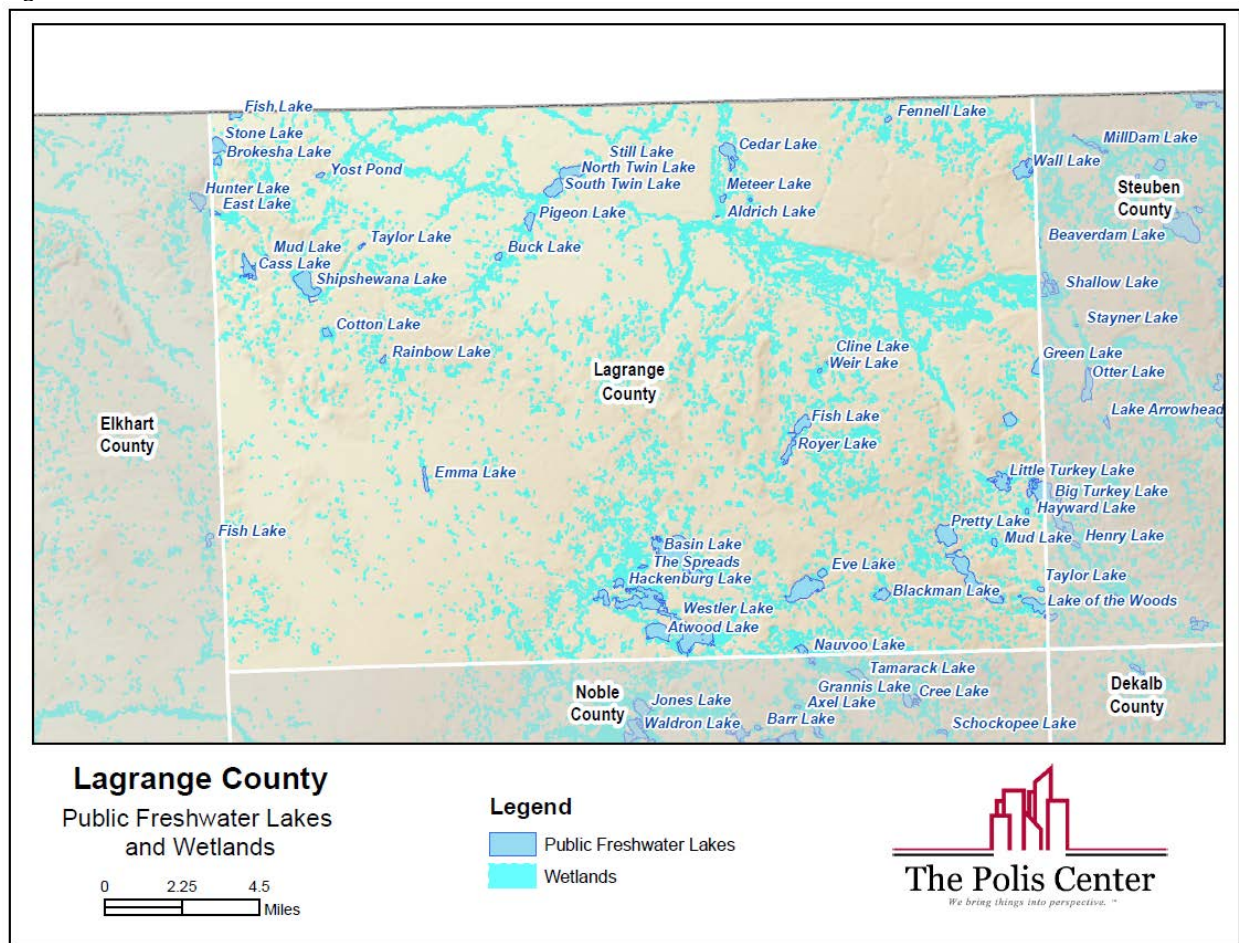 Fish Lake
Fennell Lake
Stone Lake
MillDam Lake
Brokesha Lake
Still Lake
Cedar Lake
Wall Lake
Yost Pond
North Twin Lake
South Twin Lake
Meteer Lake
Steuben
County
Hunter Lake
East Lake
Pigeon Lake
Aldrich Lake
Beaverdam Lake
Mud Lake
Taylor Lake
Buck Lake
Cass Lake
Shipshewana Lake
Shallow Lake
Cotton Lake
Stayner Lake
Rainbow Lake
Cline Lake
Weir Lake
Green Lake
Otter Lake
Lagrange
County
Fish Lake
Lake Arrowhead
Elkhart
County
Royer Lake
Emma Lake
Little Turkey Lake
Big Turkey Lake
Hayward Lake
Fish Lake
Pretty Lake
Mud Lake
Henry Lake
Basin Lake
The Spreads
Hackenburg Lake
Eve Lake
Taylor Lake
Blackman Lake
Lake of the Woods
Westler Lake
Atwood Lake
Nauvoo Lake
Tamarack Lake
Noble
County
Grannis Lake
Cree Lake
Dekalb
County
Jones Lake
Axel Lake
Waldron Lake
Barr Lake
Schockopee Lake
Lagrange County
Public Freshwater Lakes
and Wetlands
0 2.25 4.5
Miles
Legend
Public Freshwater Lakes
Wetlands
The Polis Center
We bring things into perspective. ™